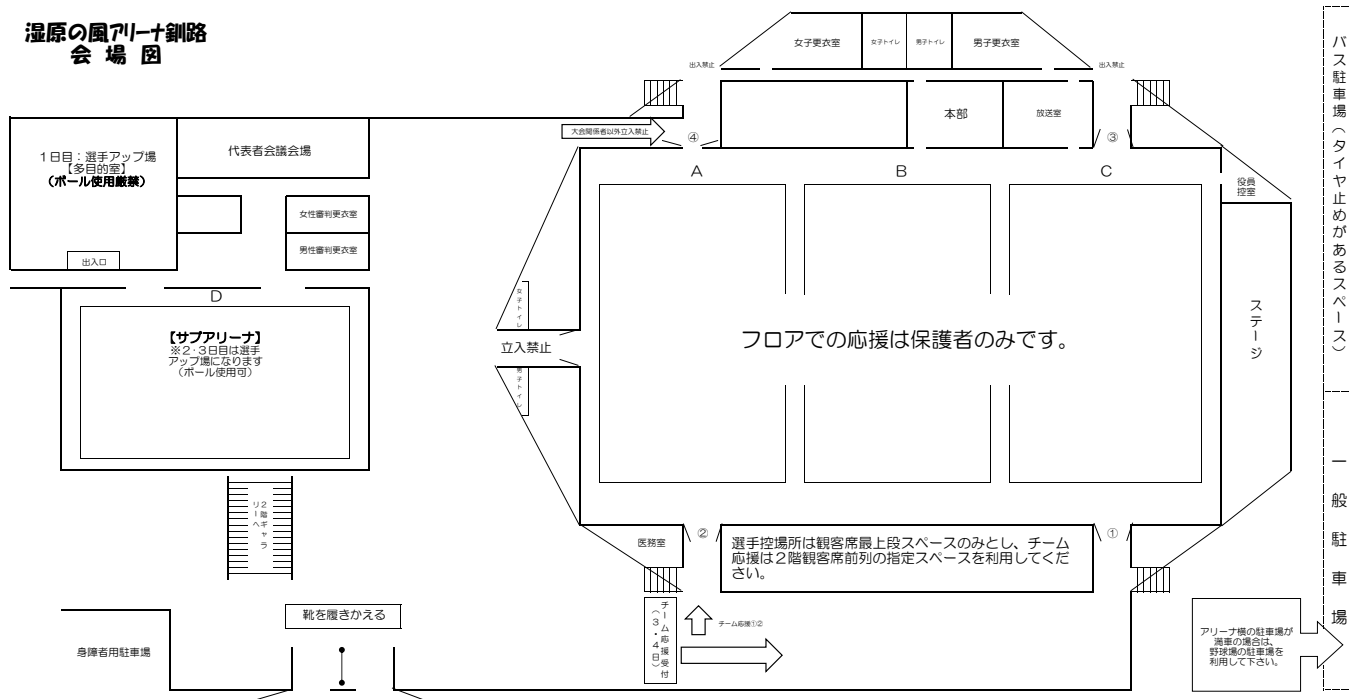 湿原の風アリーナ釧路
会場図
女子更衣室
女子トイレ
男子トイレ
男子更衣室
出入禁止
出入禁止
本部
放送室
大会関係者以外立入禁止
④
③
1日目：選手アップ場
【多目的室】
（ボール使用厳禁）
代表者会議会場
女性審判更衣室
男性審判更衣室
出入口
A
B
C
役員
控室
D
【サブアリーナ】
※2・3日目は選手
アップ場になります
（ボール使用可）
女子トイレ
立入禁止
男子トイレ
フロアでの応援は保護者のみです。
ステージ
バス駐車場（タイヤ止めがあるスペース）
一般駐車場
2階ギャラ
リーへ
医務室
②
①
選手控場所は観客席最上段スペースのみとし、チーム
応援は2階観客席前列の指定スペースを利用してくだ
さい。
靴を履きかえる
チーム応援受付
（3・4日）
チーム応援①②
身障者用駐車場
アリーナ横の駐車場が
満車の場合は、
野球場の駐車場を
利用して下さい。